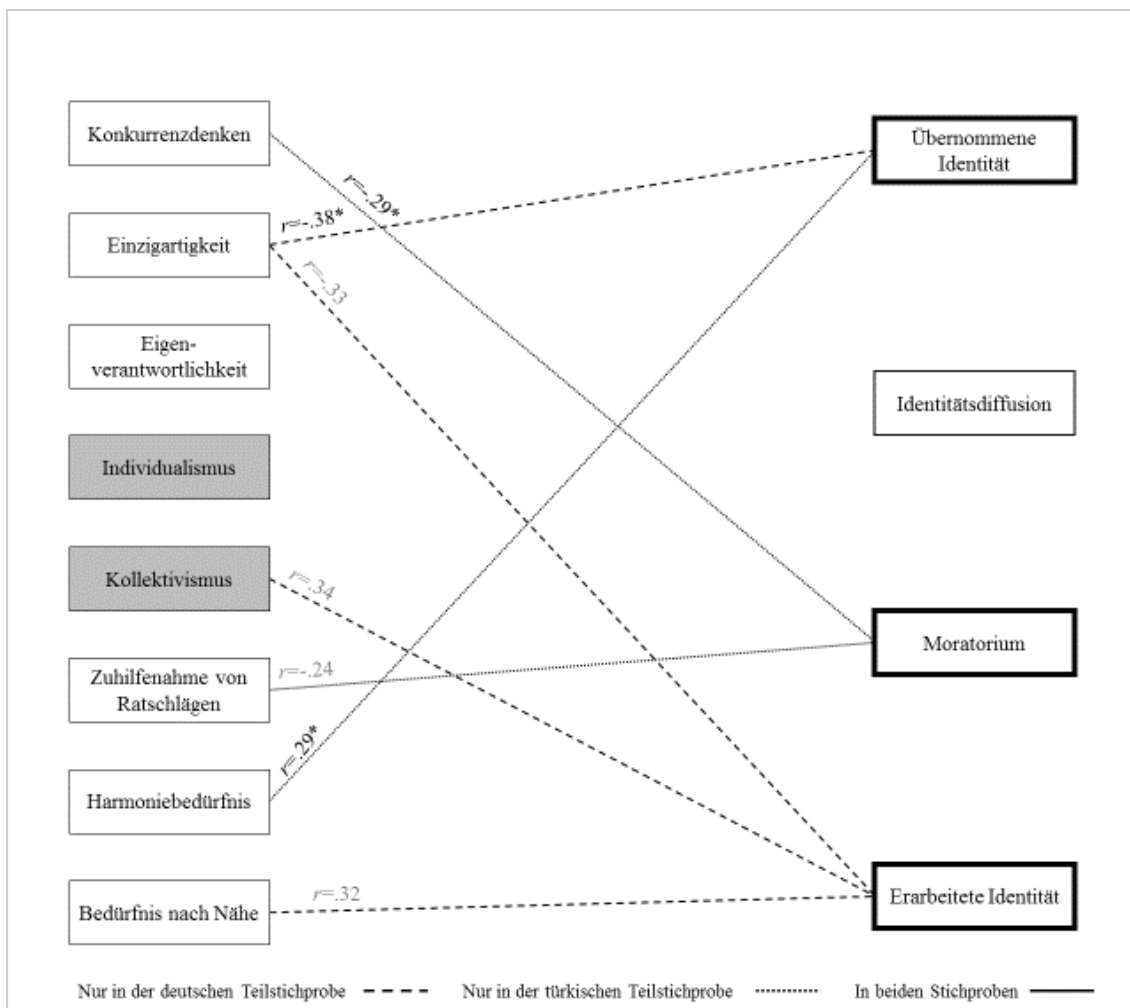 Konkurrenzdenken
Einzigartigkeit
Eigen-
verantwortlichkeit
Individualismus
Kollektivismus
Zuhilfenahme von
Ratschlägen
Harmoniebedürfnis
Bedürfnis nach Nähe
r=-.29*
r=-.38*
r=-.33
r=.34
r=-.24
r=.29*
r=.32
Übernommene
Identität
Identitätsdiffusion
Moratorium
Erarbeitete Identität
Nur in der deutschen Teilstichprobe
Nur in der türkischen Teilstichprobe
In beiden Stichproben